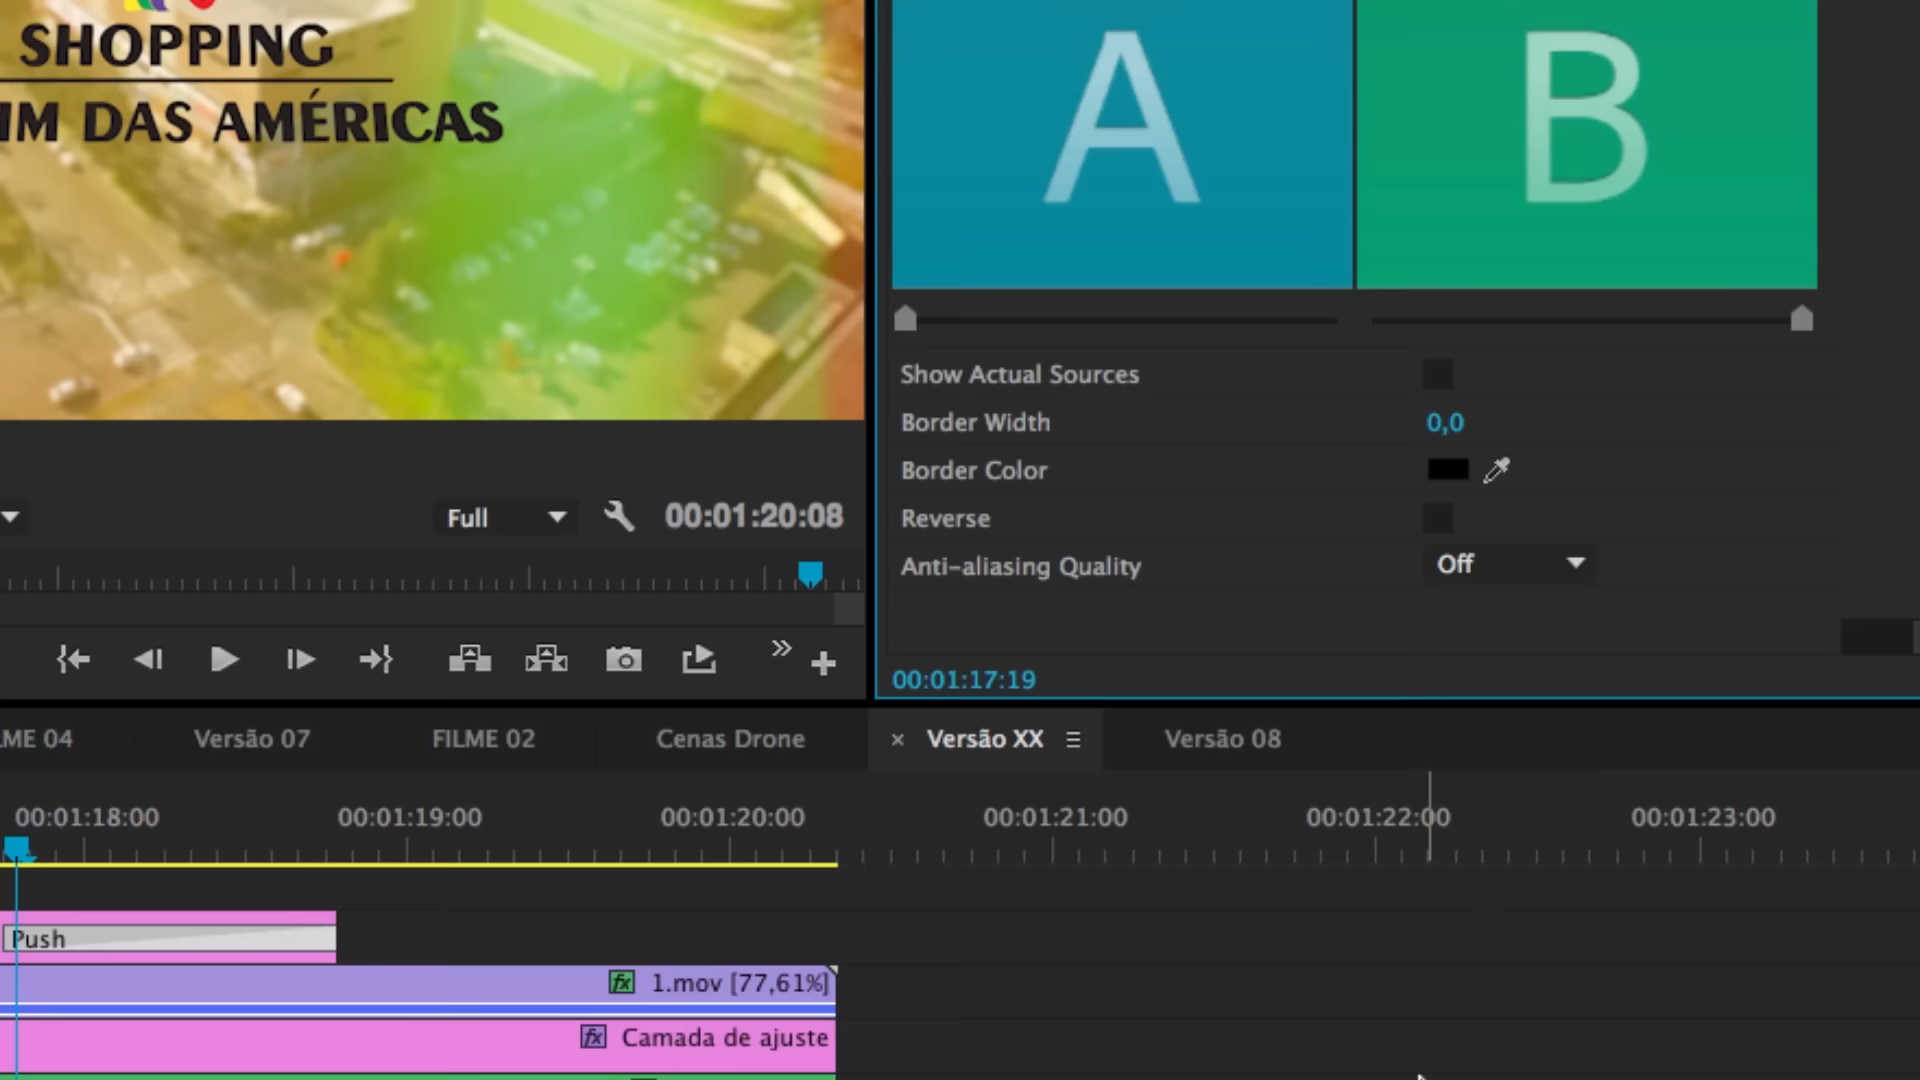 SHOPPING
IM DAS AMÉRICAS
A
B
Show Actual Sources
Border Width 0,0
Border Color
Reverse
Anti-aliasing Quality Off
Full 00:01:20:08
00:01:17:19
LME 04 Versão 07 FILME 02 Cenas Drone × Versão XX Versão 08
00:01:18:00 00:01:19:00 00:01:20:00 00:01:21:00 00:01:22:00 00:01:23:00
Push
fx 1.mov [77,61%]
fx Camada de ajuste